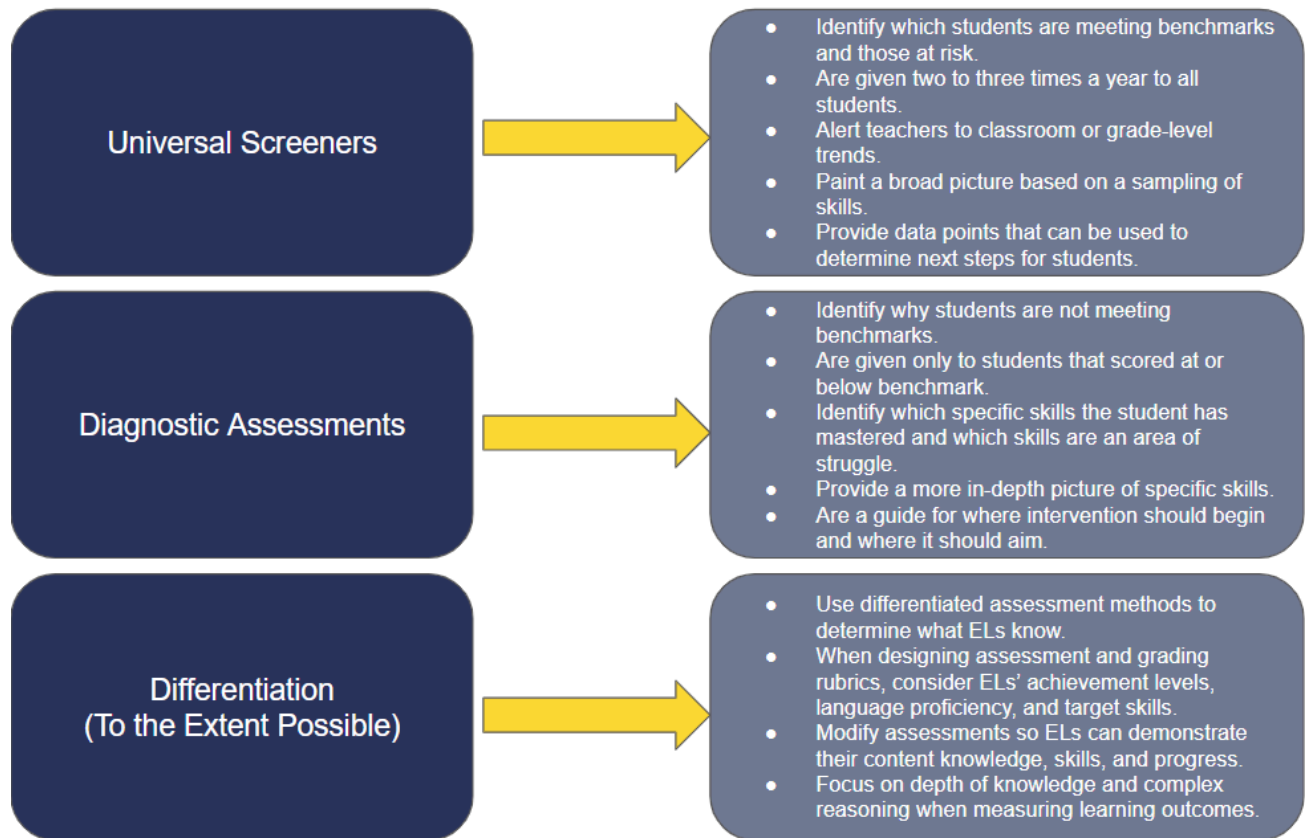 Universal Screeners
● Identify which students are meeting benchmarks
and those at risk.
● Are given two to three times a year to all
students.
● Alert teachers to classroom or grade-level
trends.
● Paint a broad picture based on a sampling of
skills.
● Provide data points that can be used to
determine next steps for students.
Diagnostic Assessments
● Identify why students are not meeting
benchmarks.
● Are given only to students that scored at or
below benchmark.
● Identify which specific skills the student has
mastered and which skills are an area of
struggle.
● Provide a more in-depth picture of specific skills.
● Are a guide for where intervention should begin
and where it should aim.
Differentiation
(To the Extent Possible)
● Use differentiated assessment methods to
determine what ELs know.
● When designing assessment and grading
rubrics, consider ELs’ achievement levels,
language proficiency, and target skills.
● Modify assessments so ELs can demonstrate
their content knowledge, skills, and progress.
● Focus on depth of knowledge and complex
reasoning when measuring learning outcomes.